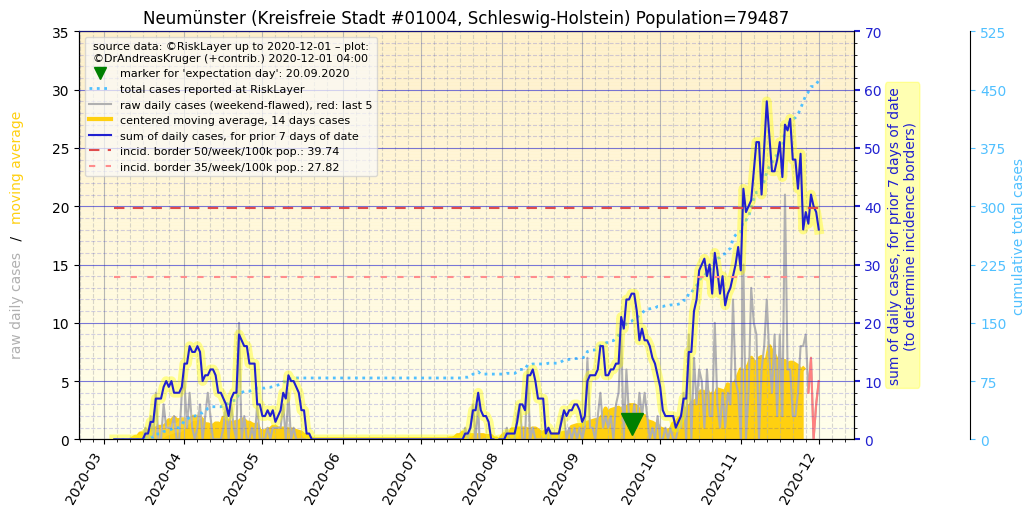 Neumünster (Kreisfreie Stadt #01004, Schleswig-Holstein) Population=79487
source data: ©RiskLayer up to 2020-12-01 – plot:
©DrAndreasKruger (+contrib.) 2020-12-01 04:00
marker for 'expectation day': 20.09.2020
total cases reported at RiskLayer
raw daily cases (weekend-flawed), red: last 5
centered moving average, 14 days cases
sum of daily cases, for prior 7 days of date
incid. border 50/week/100k pop.: 39.74
incid. border 35/week/100k pop.: 27.82
raw daily cases / moving average
35
30
25
20
15
10
5
0
70
60
50
40
30
20
10
0
sum of daily cases, for prior 7 days of date
(to determine incidence borders)
525
450
375
300
225
150
75
0
cumulative total cases
2020-03
2020-04
2020-05
2020-06
2020-07
2020-08
2020-09
2020-10
2020-11
2020-12